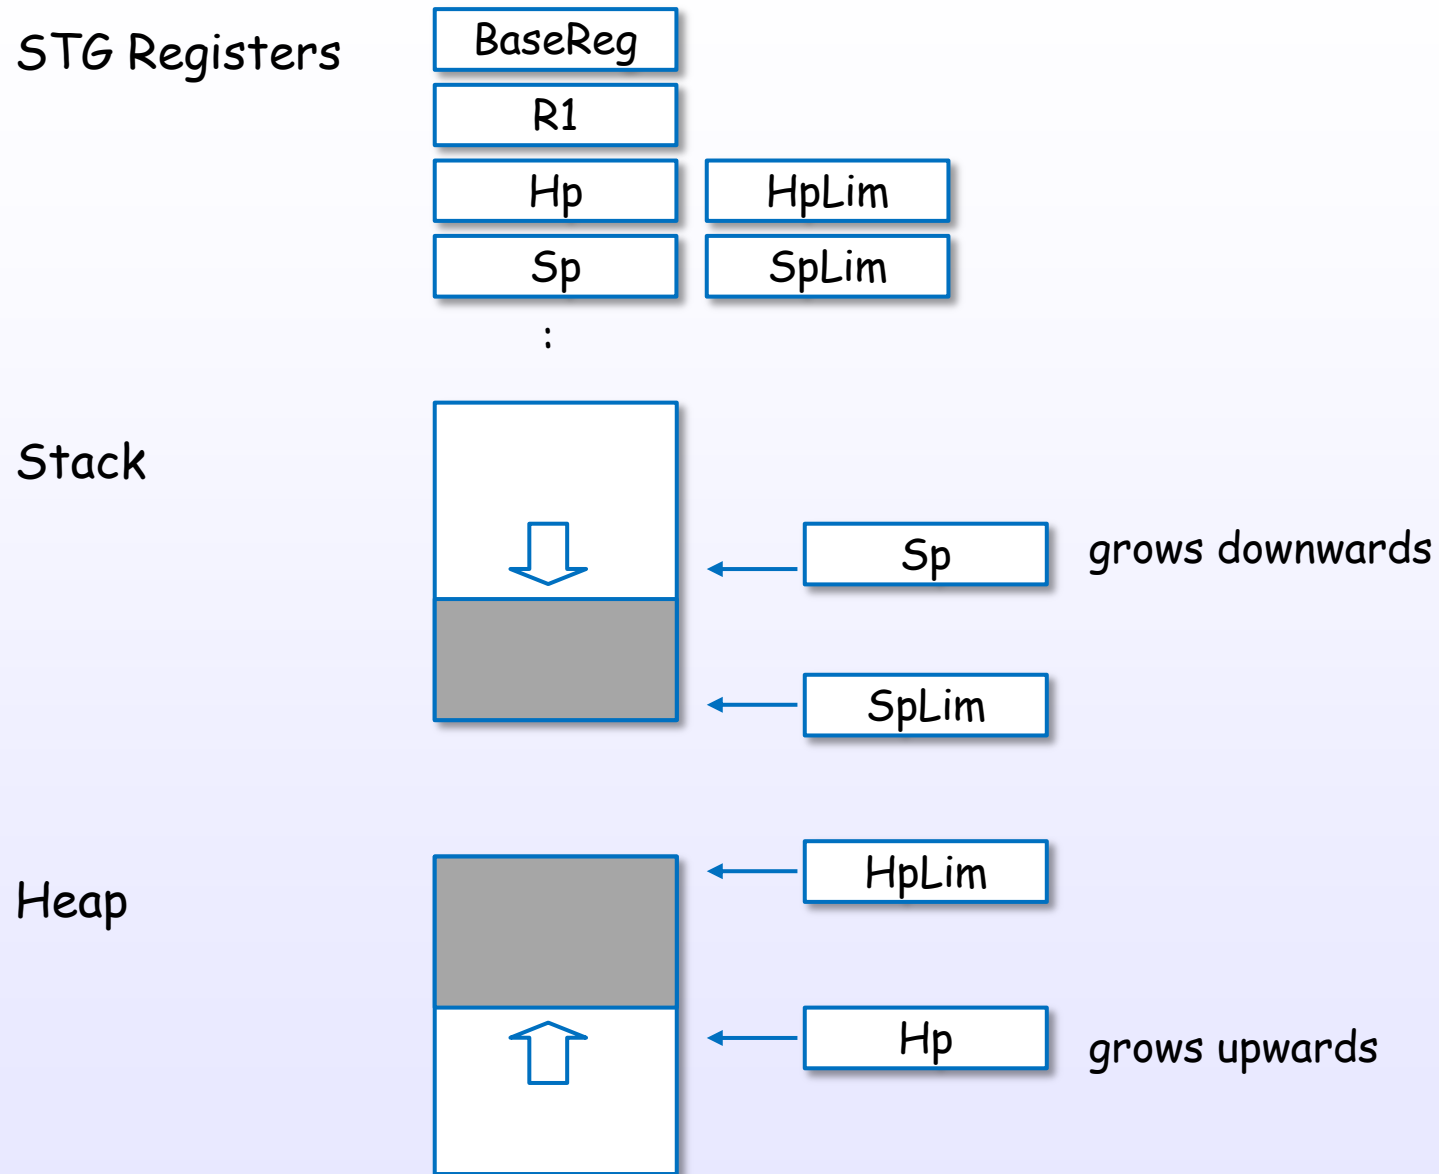 STG Registers
BaseReg
R1
Hp HpLim
Sp SpLim
:
Stack
Sp grows downwards
SpLim
HpLim
Heap
Hp grows upwards